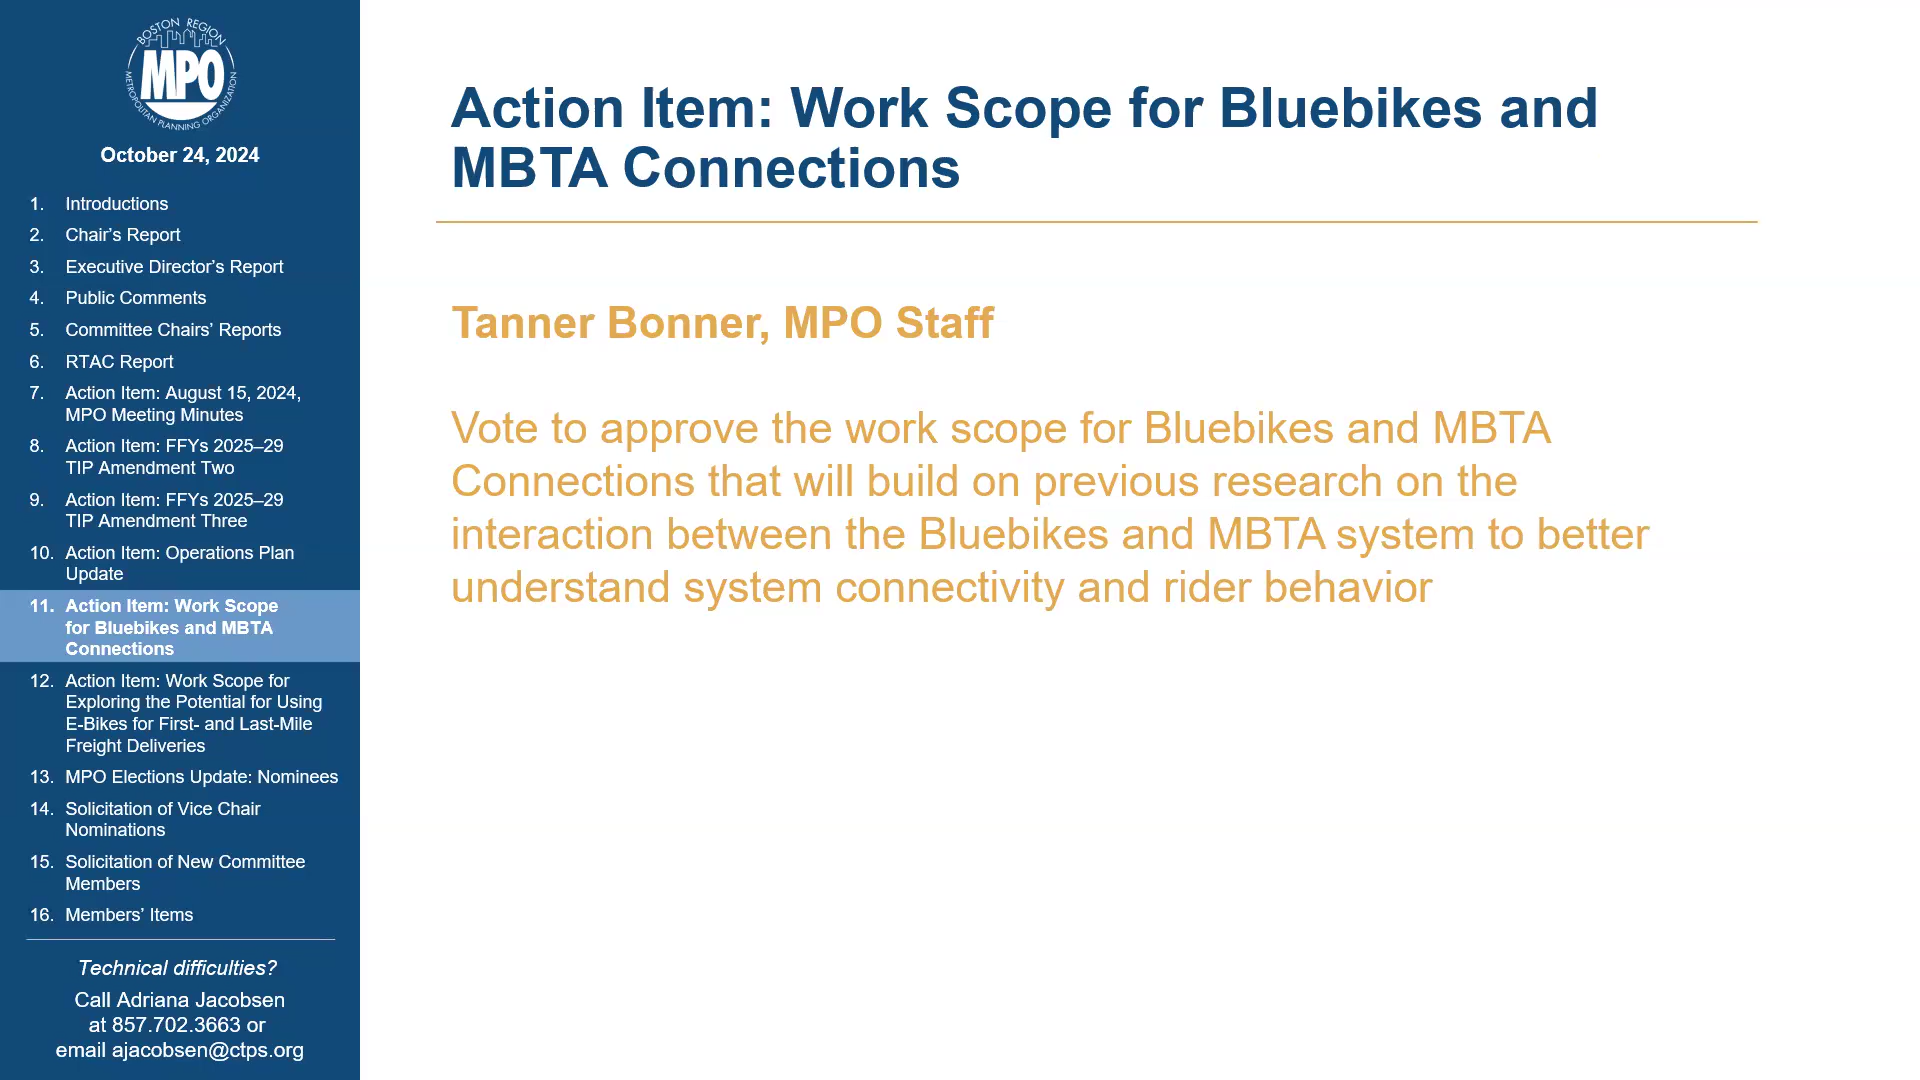 BOSTON REGION
MPO
METROPOLITAN PLANNING ORGANIZATION
October 24, 2024
1. Introductions
2. Chair’s Report
3. Executive Director’s Report
4. Public Comments
5. Committee Chairs’ Reports
6. RTAC Report
7. Action Item: August 15, 2024,
MPO Meeting Minutes
8. Action Item: FFYs 2025–29
TIP Amendment Two
9. Action Item: FFYs 2025–29
TIP Amendment Three
10. Action Item: Operations Plan
Update
11. Action Item: Work Scope
for Bluebikes and MBTA
Connections
12. Action Item: Work Scope for
Exploring the Potential for Using
E-Bikes for First- and Last-Mile
Freight Deliveries
13. MPO Elections Update: Nominees
14. Solicitation of Vice Chair
Nominations
15. Solicitation of New Committee
Members
16. Members’ Items
Technical difficulties?
Call Adriana Jacobsen
at 857.702.3663 or
email ajacobsen@ctps.org
Action Item: Work Scope for Bluebikes and
MBTA Connections
Tanner Bonner, MPO Staff
Vote to approve the work scope for Bluebikes and MBTA
Connections that will build on previous research on the
interaction between the Bluebikes and MBTA system to better
understand system connectivity and rider behavior